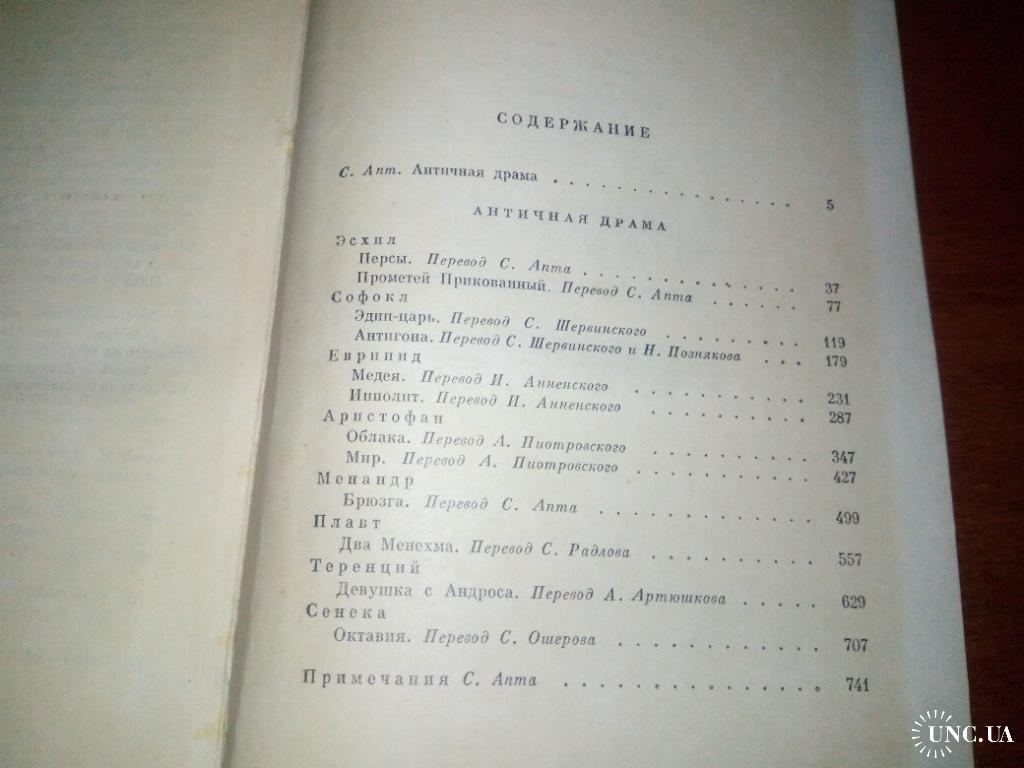 СОДЕРЖАНИЕ
С. Апт. Античная драма . . . . . . . . . . . . . . . 5
АНТИЧНАЯ ДРАМА
Эсхил
Персы. Перевод С. Апта . . . . . . . . . . . . 37
Прометей Прикованный. Перевод С. Апта . . . . . . 77
Софокл
Эдип-царь. Перевод С. Шервинского . . . . . . . . 119
Антигона. Перевод С. Шервинского и Н. Познякова . . . 179
Еврипид
Медея. Перевод И. Анненского . . . . . . . . . . 231
Ипполит. Перевод И. Анненского . . . . . . . . . 287
Аристофан
Облака. Перевод А. Пиотровского . . . . . . . . . 347
Мир. Перевод А. Пиотровского . . . . . . . . . 427
Менандр
Брюзга. Перевод С. Апта . . . . . . . . . . . 499
Плавт
Два Менехма. Перевод С. Радлова . . . . . . . . . 557
Теренций
Девушка с Андроса. Перевод А. Артюшкова . . . . . 629
Сенека
Октавия. Перевод С. Ошерова . . . . . . . . . . . 707
Примечания С. Апта . . . . . . . . . . . . . . 741
UNC.UA